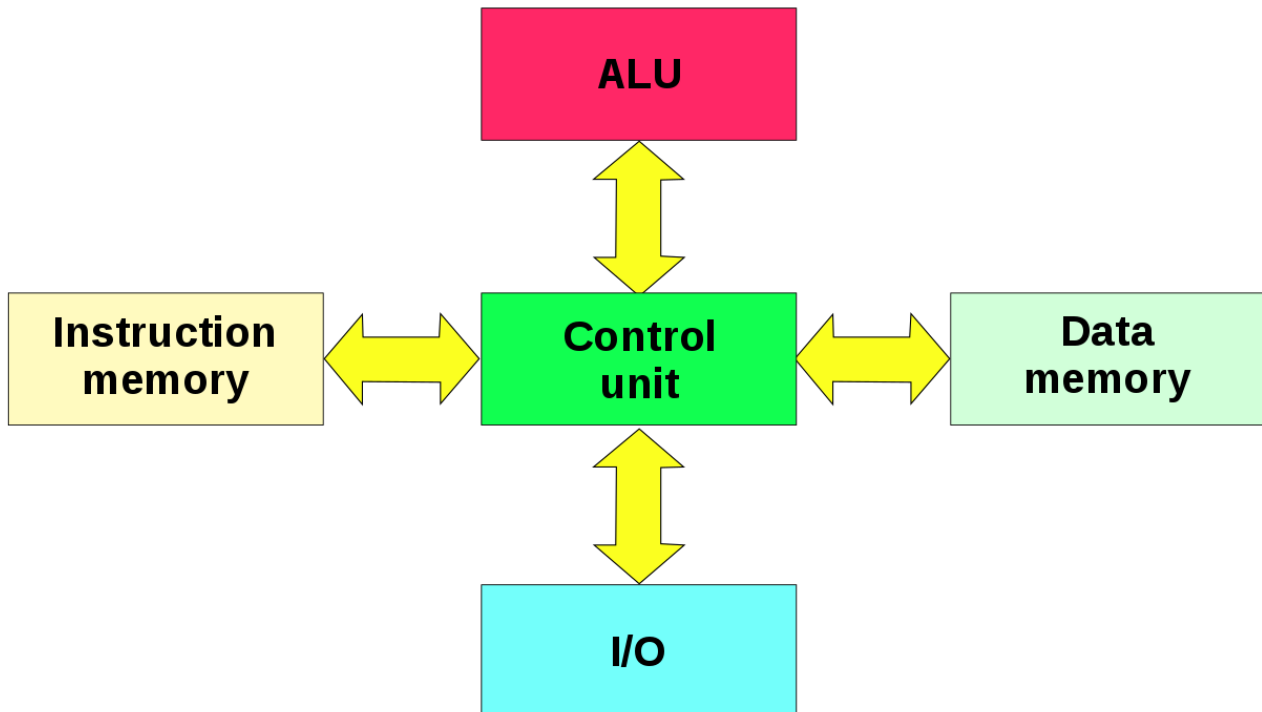 ALU
Instruction
memory
Control
unit
Data
memory
I/O